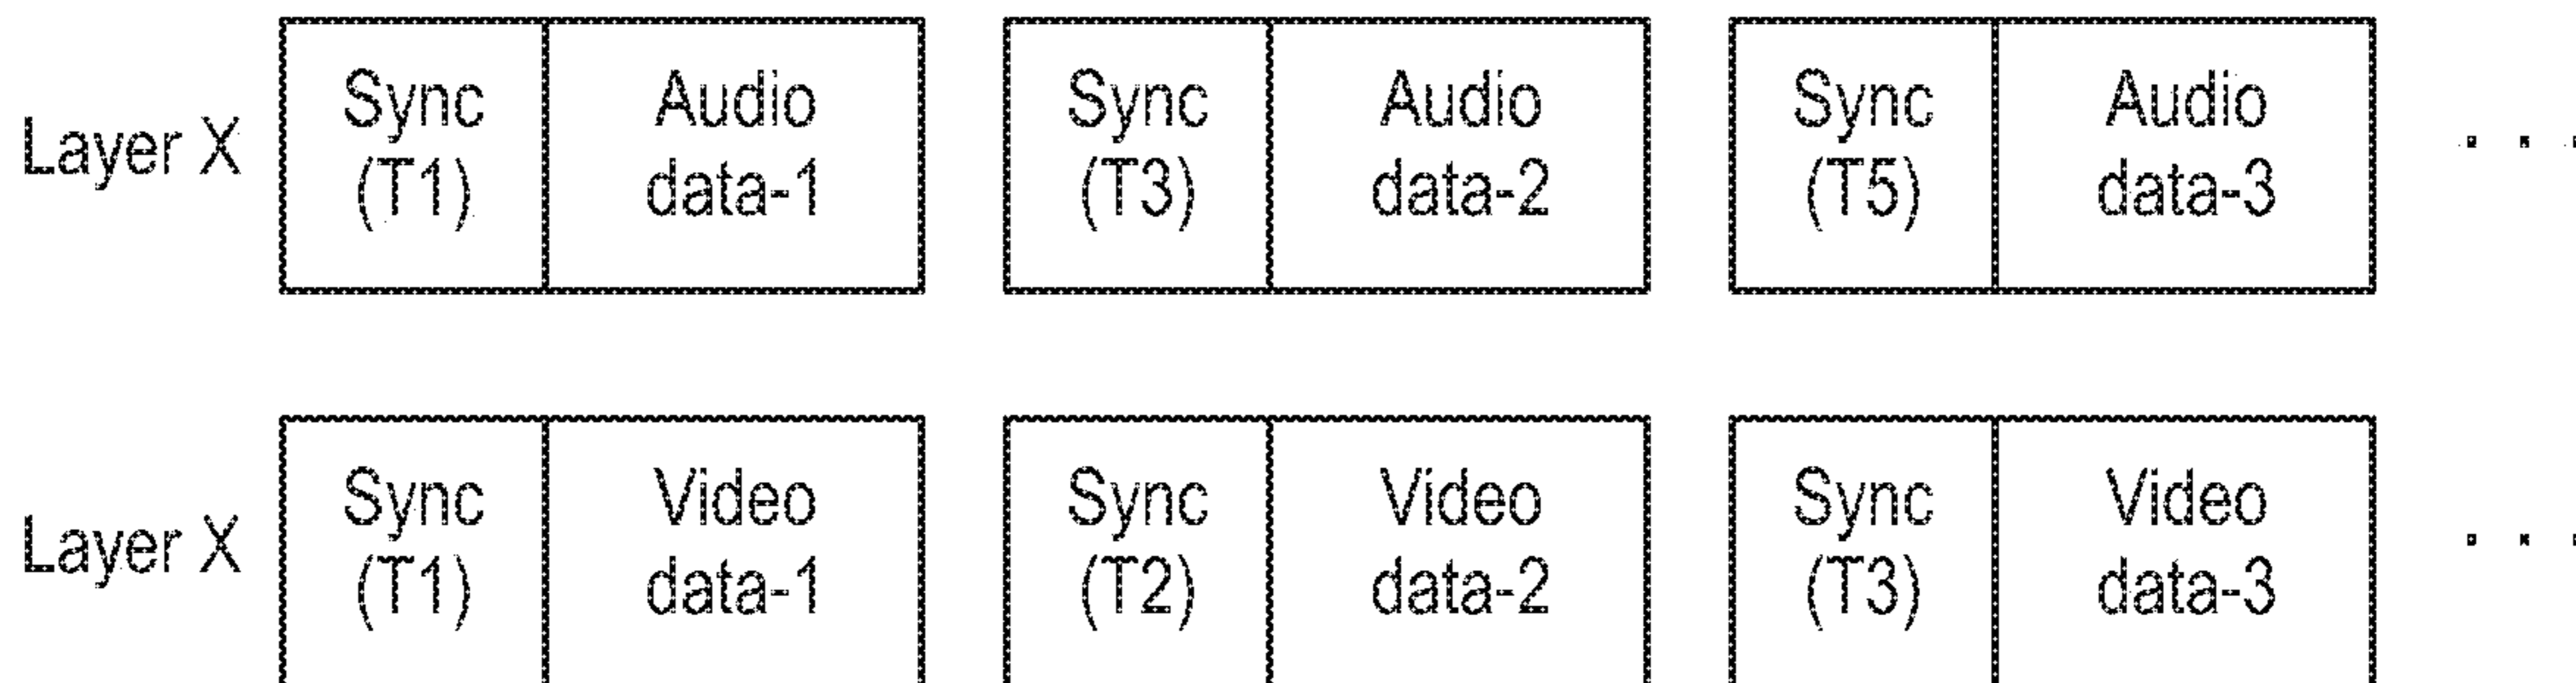 Layer X Sync Audio Sync Audio Sync Audio . . .
(T1) data-1 (T3) data-2 (T5) data-3
Layer X Sync Video Sync Video Sync Video . . .
(T1) data-1 (T2) data-2 (T3) data-3